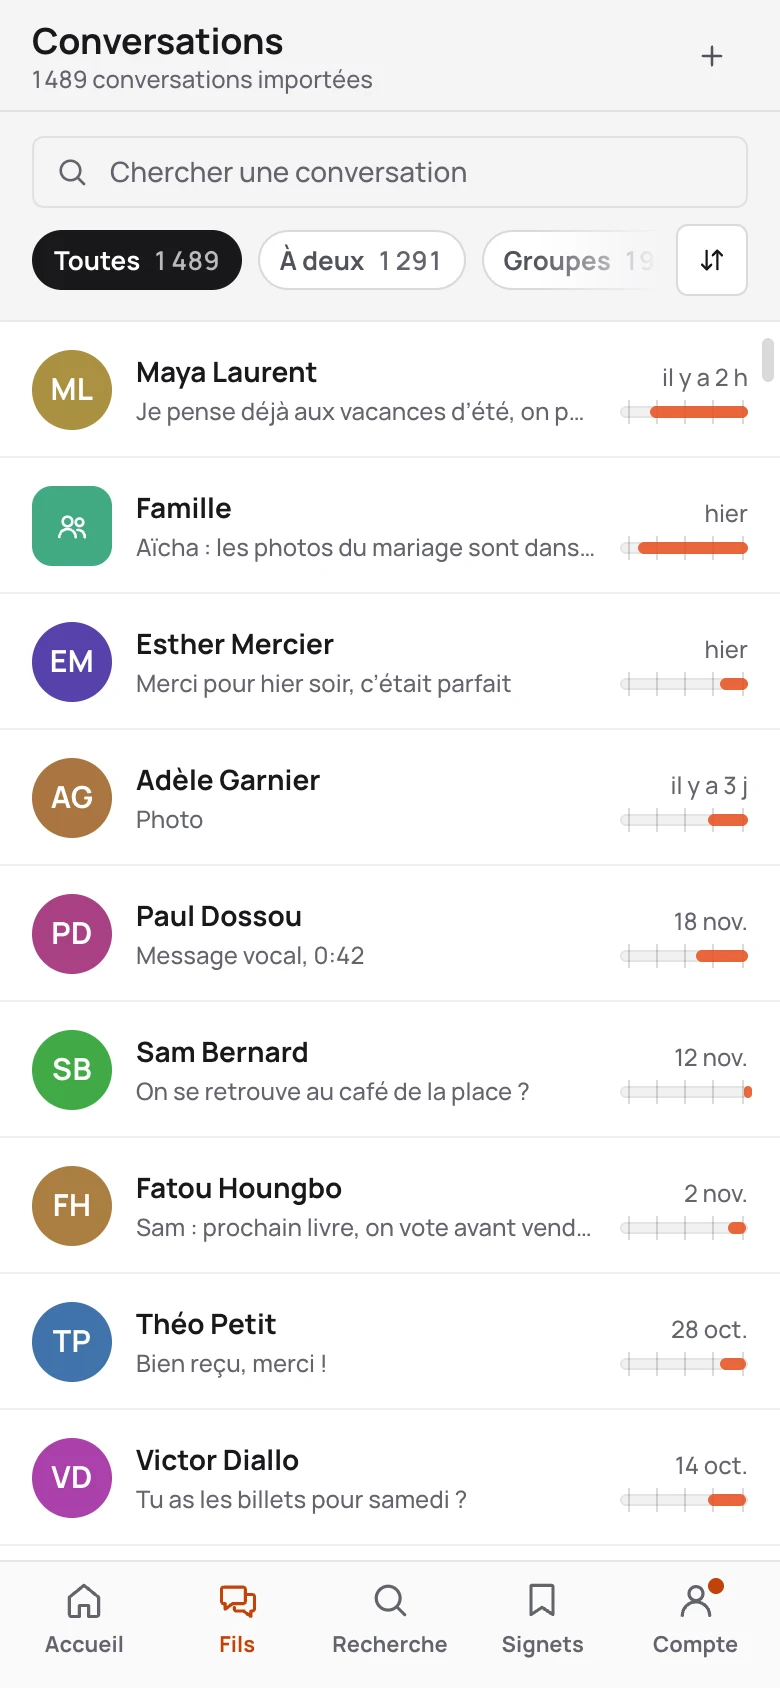 Conversations
1 489 conversations importées
Chercher une conversation
Toutes 1 489
À deux 1 291
Groupes
ML
Maya Laurent
il y a 2 h
Je pense déjà aux vacances d’été, on p…
Famille
hier
Aïcha : les photos du mariage sont dans…
EM
Esther Mercier
hier
Merci pour hier soir, c’était parfait
AG
Adèle Garnier
il y a 3 j
Photo
PD
Paul Dossou
18 nov.
Message vocal, 0:42
SB
Sam Bernard
12 nov.
On se retrouve au café de la place ?
FH
Fatou Houngbo
2 nov.
Sam : prochain livre, on vote avant vend…
TP
Théo Petit
28 oct.
Bien reçu, merci !
VD
Victor Diallo
14 oct.
Tu as les billets pour samedi ?
Accueil
Fils
Recherche
Signets
Compte